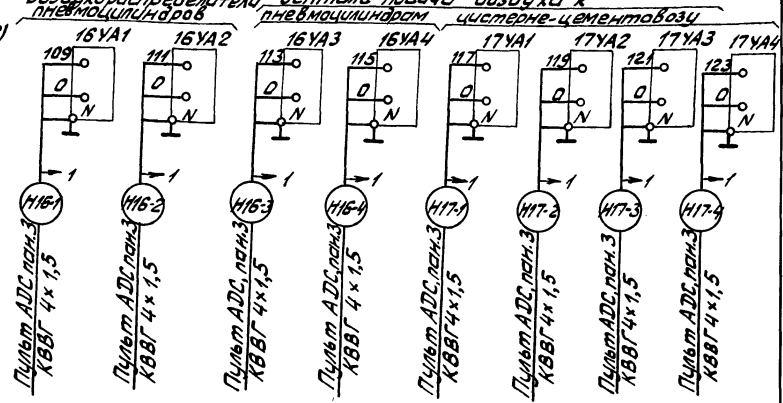 Воздухораспределители вентили подачи воздуха к
пневмоцилиндров пневмоцилиндрам цистерне-цементовозу
16YA1 16YA2 16YA3 16YA4 17YA1 17YA2 17YA3 17YA4
109 111 113 115 117 119 121 123
0 0 0 0 0 0 0 0
N N N N N N N N
1 1 1 1 1 1 1 1
H16-1 H16-2 H16-3 H16-4 H17-1 H17-2 H17-3 H17-4
Пульт ADC, пан.3
КВВГ 4×1,5
Пульт ADC, пан.3
КВВГ 4×1,5
Пульт ADC, пан.3
КВВГ 4×1,5
Пульт ADC, пан.3
КВВГ 4×1,5
Пульт ADC, пан.3
КВВГ 4×1,5
Пульт ADC, пан.3
КВВГ 4×1,5
Пульт ADC, пан.3
КВВГ 4×1,5
Пульт ADC, пан.3
КВВГ 4×1,5